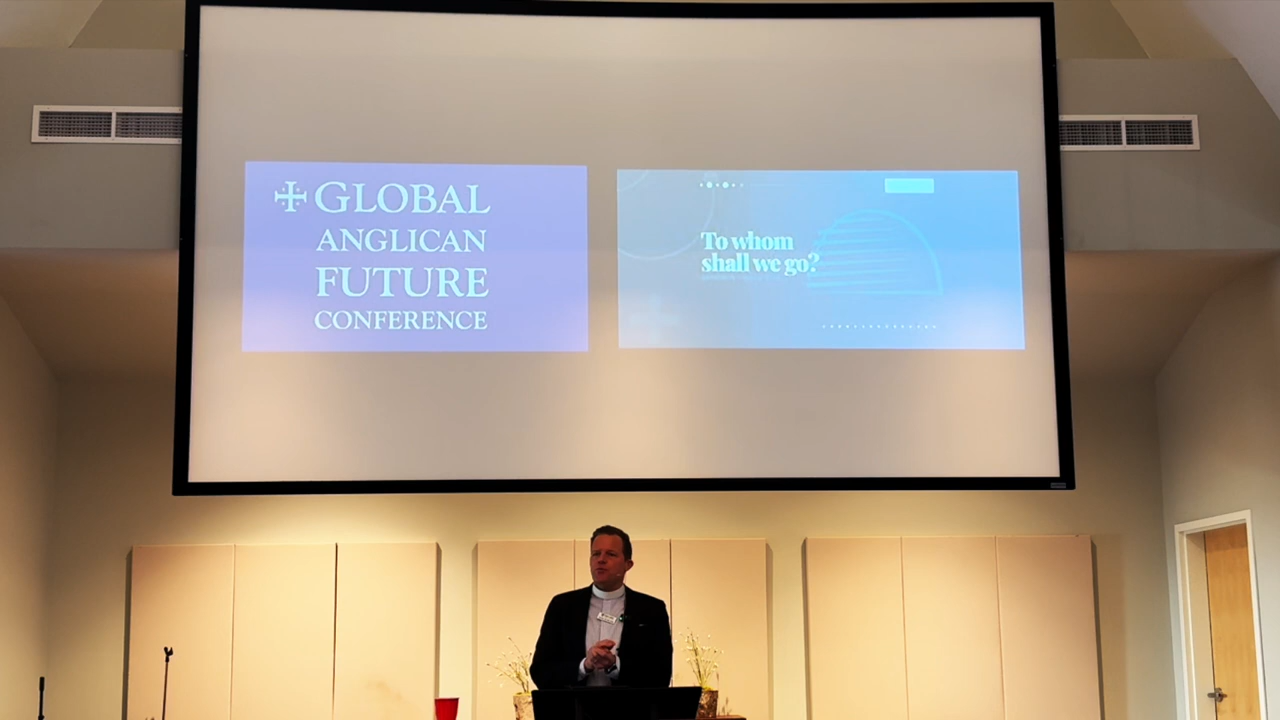 GLOBAL
ANGLICAN
FUTURE
CONFERENCE
To whom
shall we go?